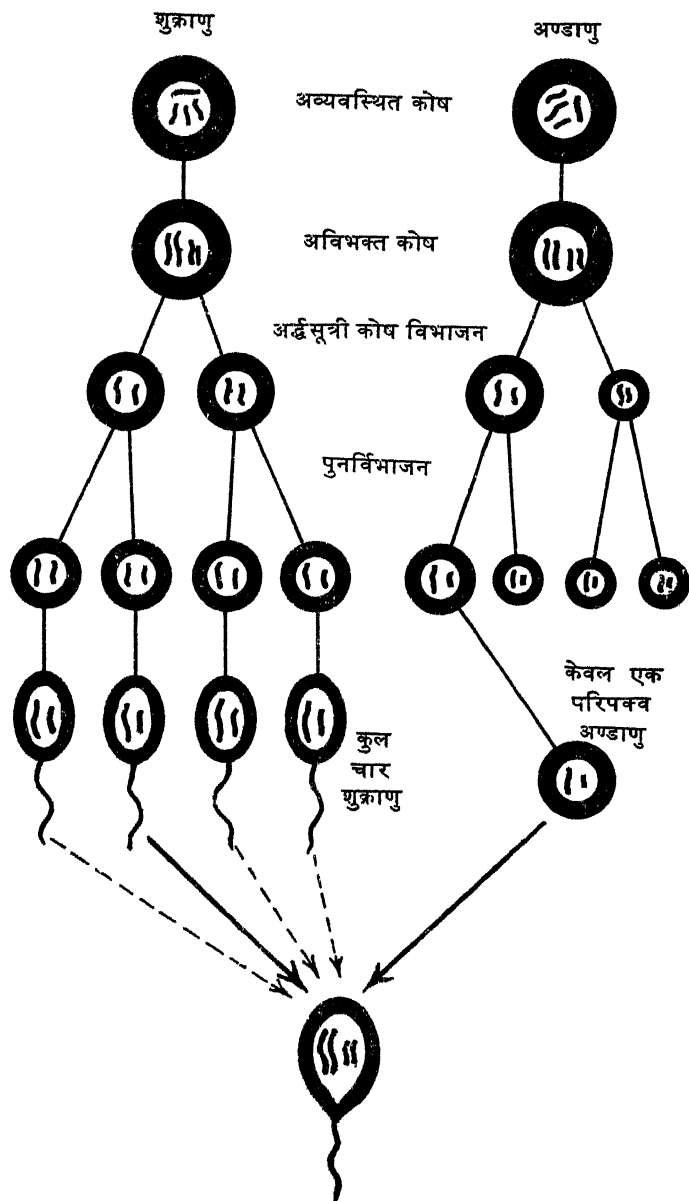 शुक्राणु
अण्डाणु
अव्यवस्थित कोष
अविभक्त कोष
अर्द्धसूत्री कोष विभाजन
पुनर्विभाजन
केवल एक
परिपक्व
अण्डाणु
कुल
चार
शुक्राणु